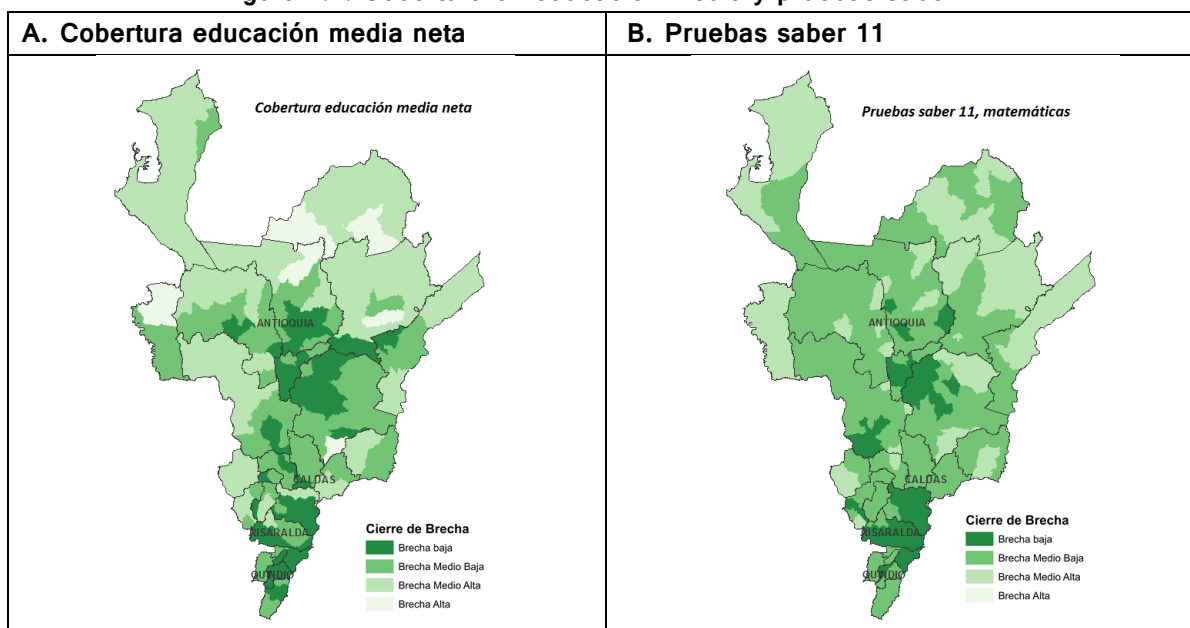 A. Cobertura educación media neta
B. Pruebas saber 11
Cobertura educación media neta
ANTIOQUIA
CALDAS
RISARALDA
QUINDIO
Cierre de Brecha
Brecha baja
Brecha Medio Baja
Brecha Medio Alta
Brecha Alta
Pruebas saber 11, matemáticas
ANTIOQUIA
CALDAS
RISARALDA
QUINDIO
Cierre de Brecha
Brecha baja
Brecha Medio Baja
Brecha Medio Alta
Brecha Alta